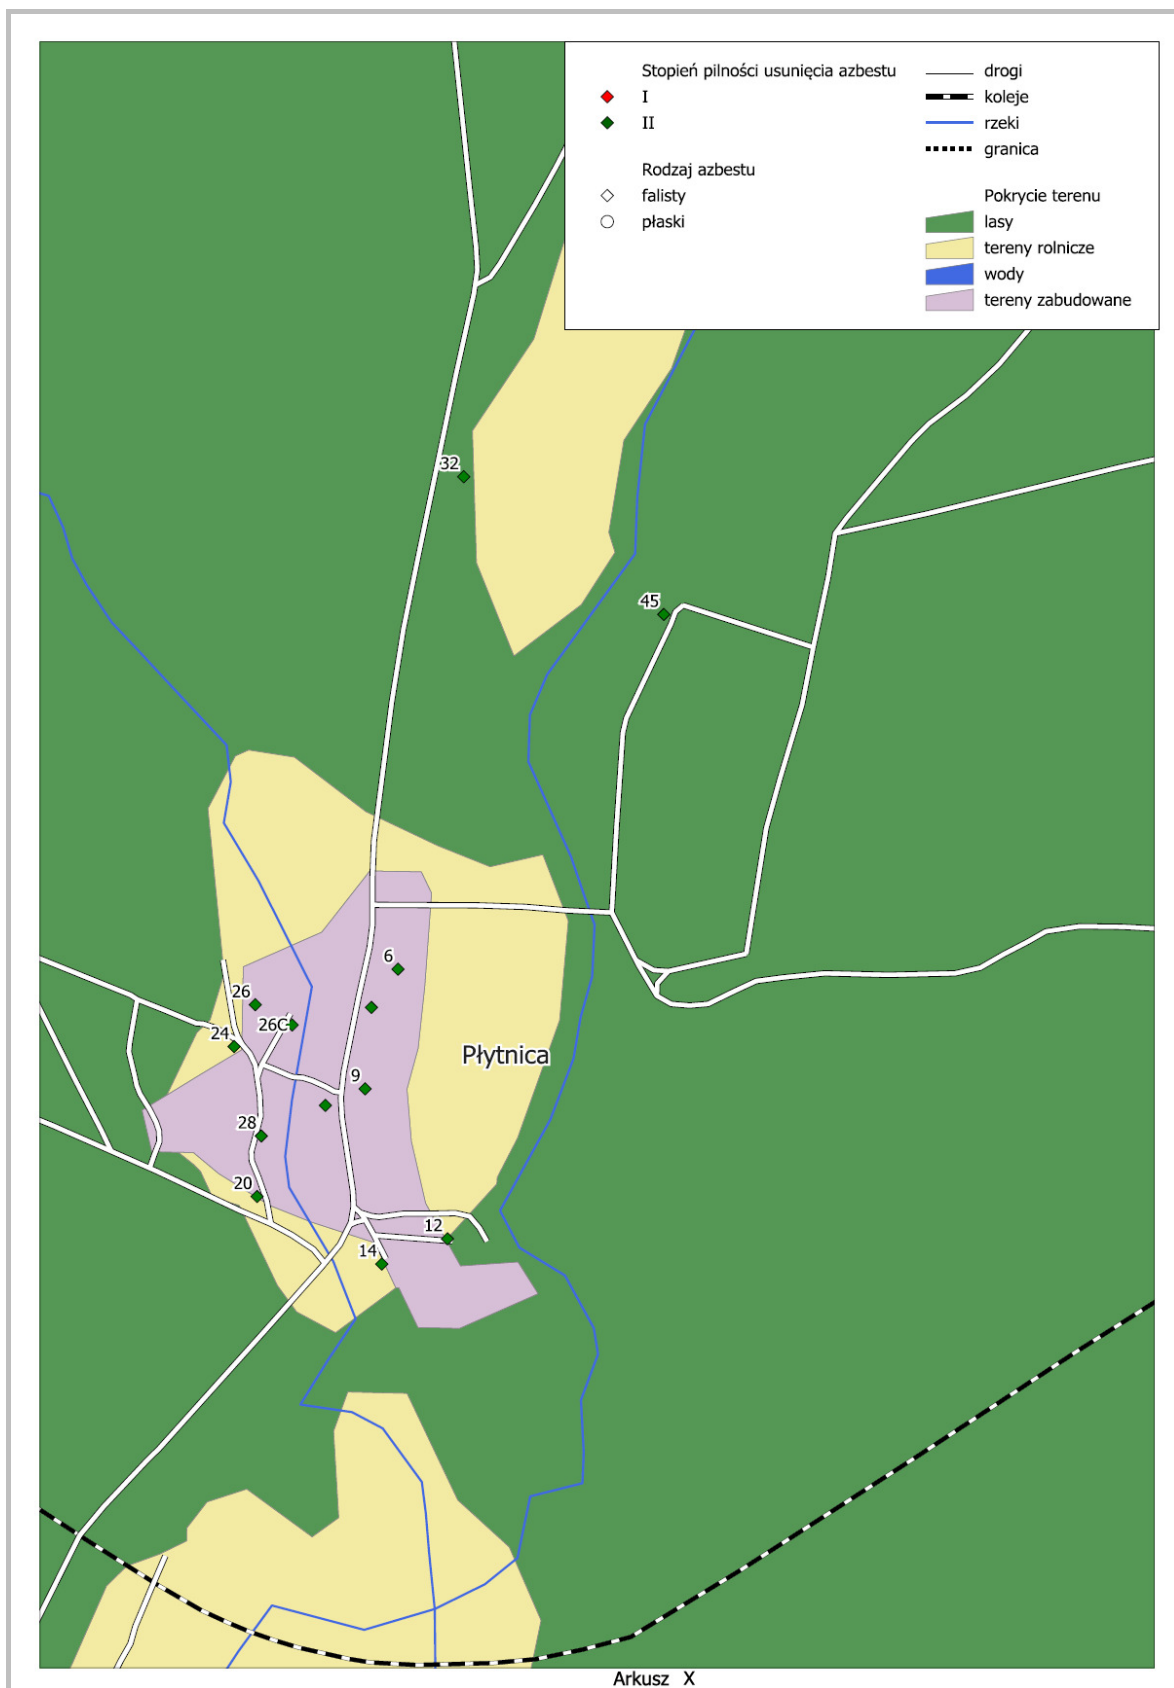 Stopień pilności usunięcia azbestu
I
II
Rodzaj azbestu
falisty
płaski
drogi
koleje
rzeki
granica
Pokrycie terenu
lasy
tereny rolnicze
wody
tereny zabudowane
32
45
6
26
26C
24
Płytnica
9
28
20
12
14
Arkusz X